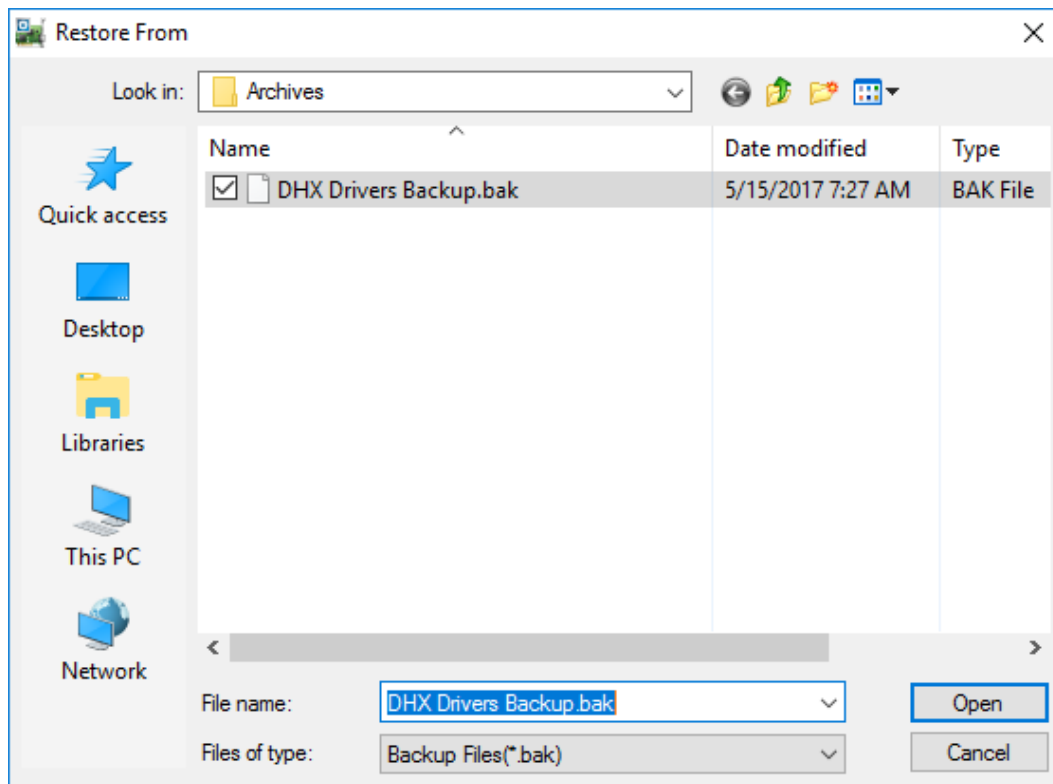 Restore From
Look in: Archives
Name Date modified Type
DHX Drivers Backup.bak 5/15/2017 7:27 AM BAK File
Quick access
Desktop
Libraries
This PC
Network
File name: DHX Drivers Backup.bak Open
Files of type: Backup Files(*.bak) Cancel